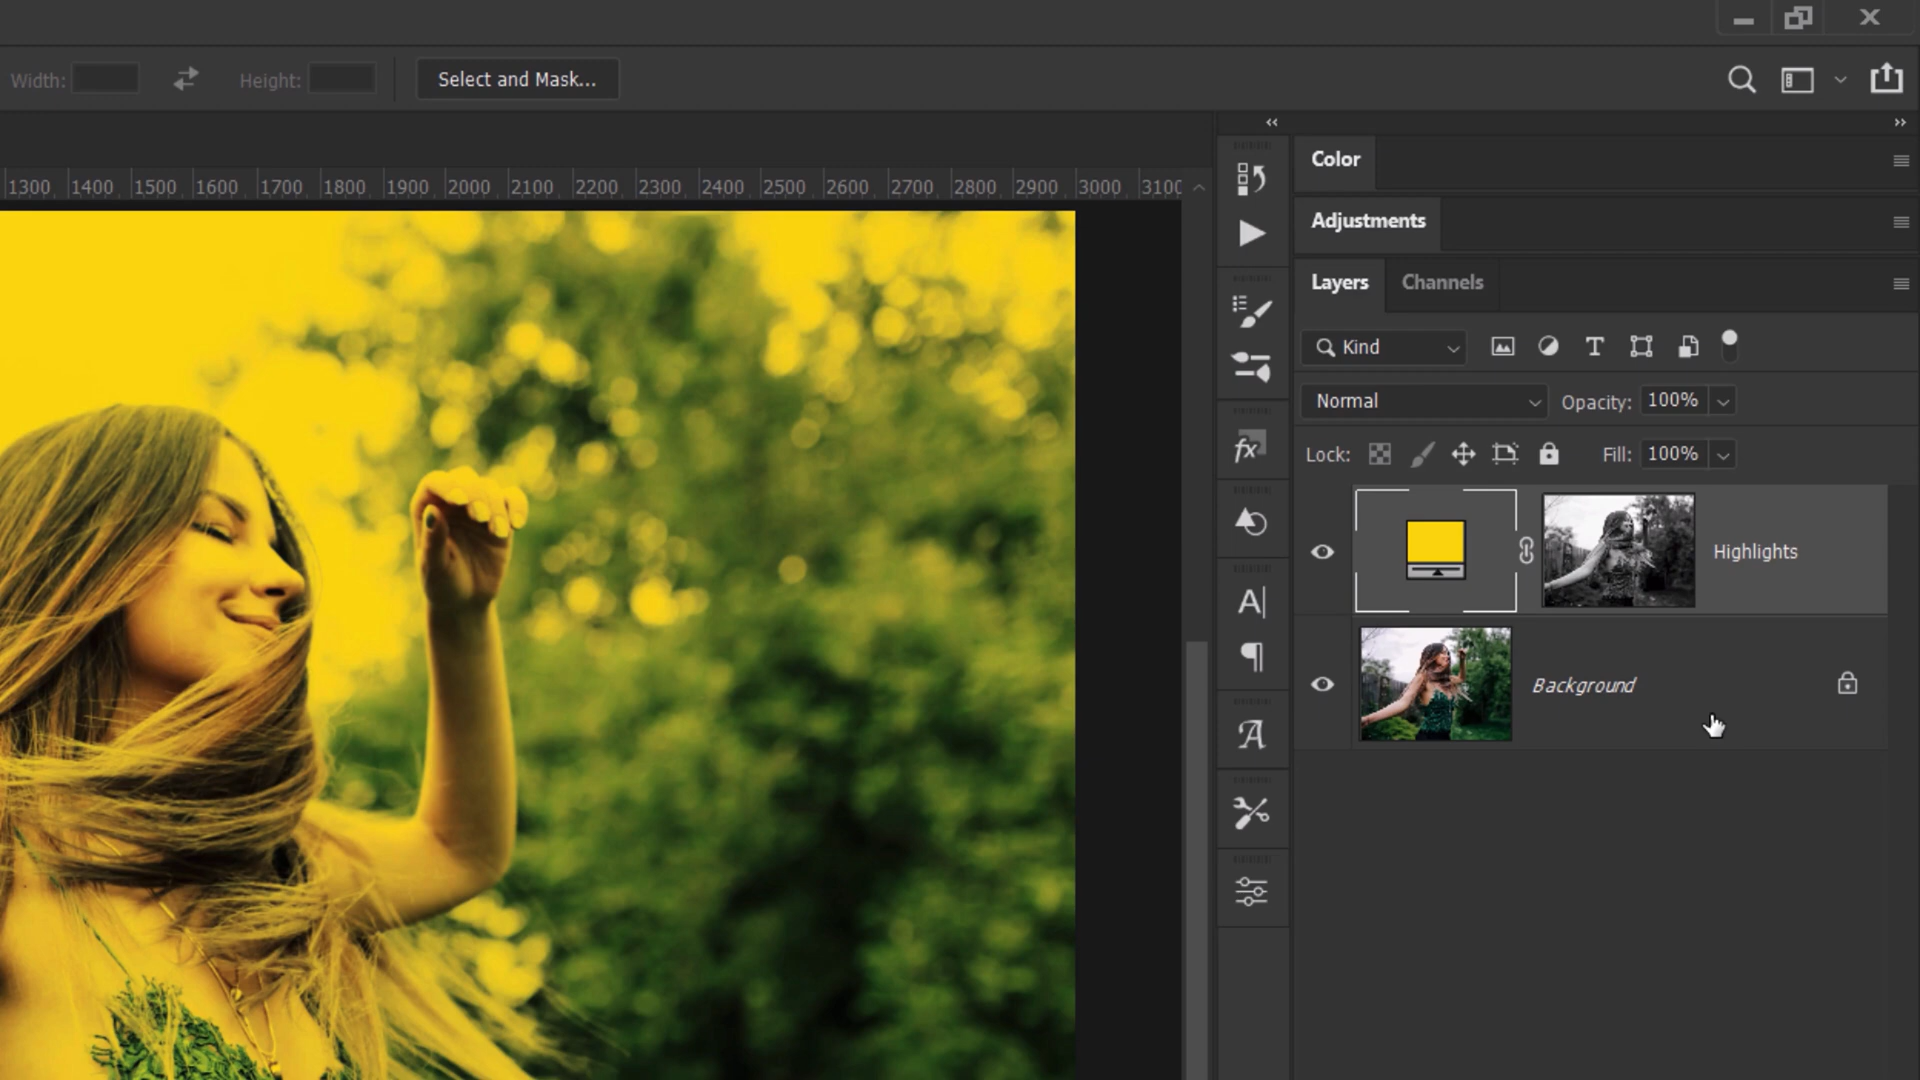 Width: Height: Select and Mask...
Color
1300 1400 1500 1600 1700 1800 1900 2000 2100 2200 2300 2400 2500 2600 2700 2800 2900 3000 3100
Adjustments
Layers Channels
Kind
Normal Opacity: 100%
Lock: Fill: 100%
Highlights
Background